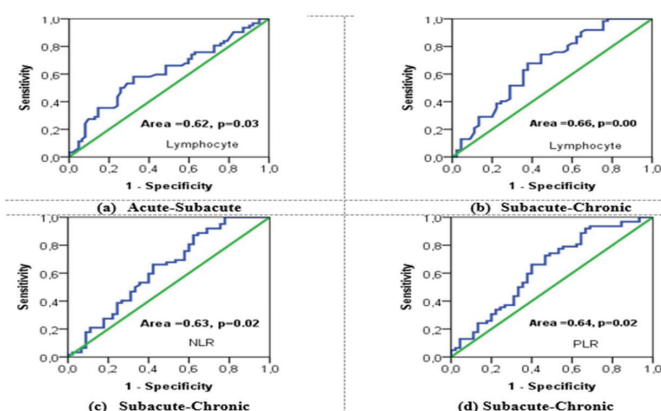 1,0
0,8
0,6
0,4
0,2
0,0
Sensitivity
Area =0.62, p=0.03
Lymphocyte
0,0 0,2 0,4 0,6 0,8 1,0
1 - Specificity
(a) Acute-Subacute
1,0
0,8
0,6
0,4
0,2
0,0
Sensitivity
Area =0.66, p=0.00
Lymphocyte
0,0 0,2 0,4 0,6 0,8 1,0
1 - Specificity
(b) Subacute-Chronic
1,0
0,8
0,6
0,4
0,2
0,0
Sensitivity
Area =0.63, p=0.02
NLR
0,0 0,2 0,4 0,6 0,8 1,0
1 - Specificity
(c) Subacute-Chronic
1,0
0,8
0,6
0,4
0,2
0,0
Sensitivity
Area =0.64, p=0.02
PLR
0,0 0,2 0,4 0,6 0,8 1,0
1 - Specificity
(d) Subacute-Chronic